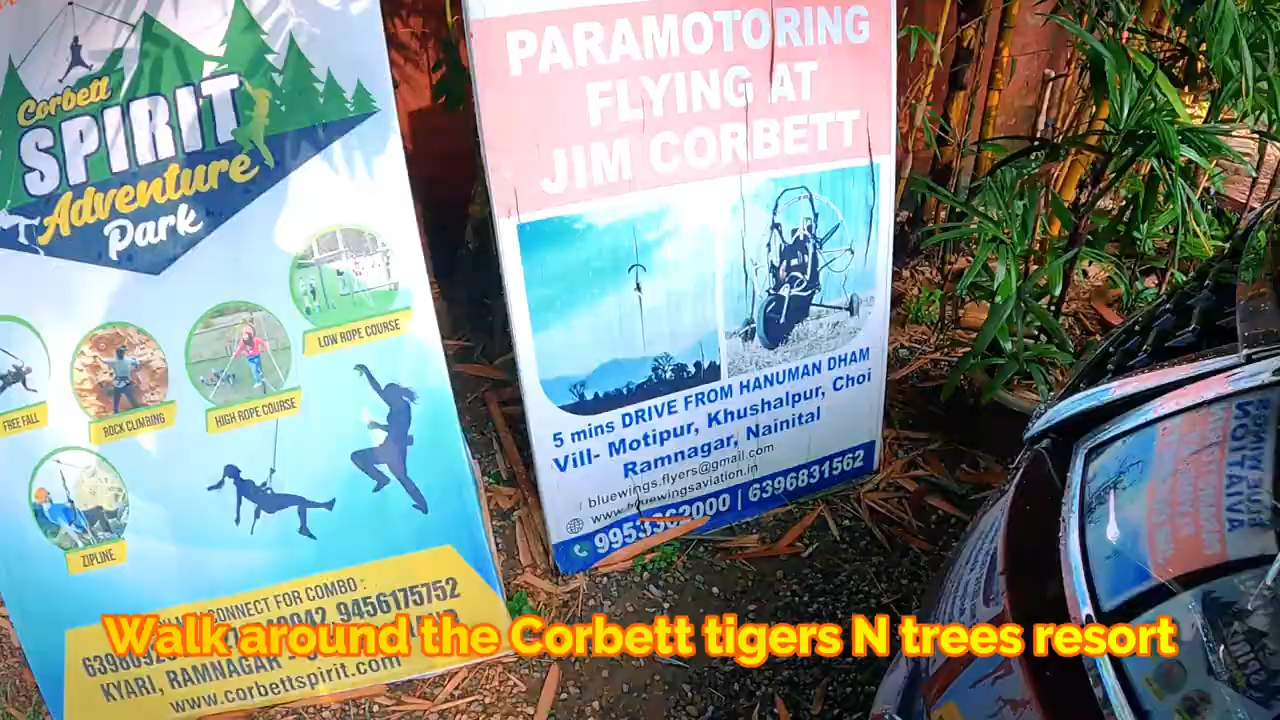 Corbett
SPIRIT
Adventure
Park
LOW ROPE COURSE
HIGH ROPE COURSE
ROCK CLIMBING
FREE FALL
ZIPLINE
CONNECT FOR COMBO :
9456175752
KYARI, RAMNAGAR -
www.corbettspirit.com
PARAMOTORING
FLYING AT
JIM CORBETT
5 mins DRIVE FROM HANUMAN DHAM
Vill- Motipur, Khushalpur, Choi
Ramnagar, Nainital
bluewings.flyers@gmail.com
www.bluewingsaviation.in
6396831562
Walk around the Corbett tigers N trees resort